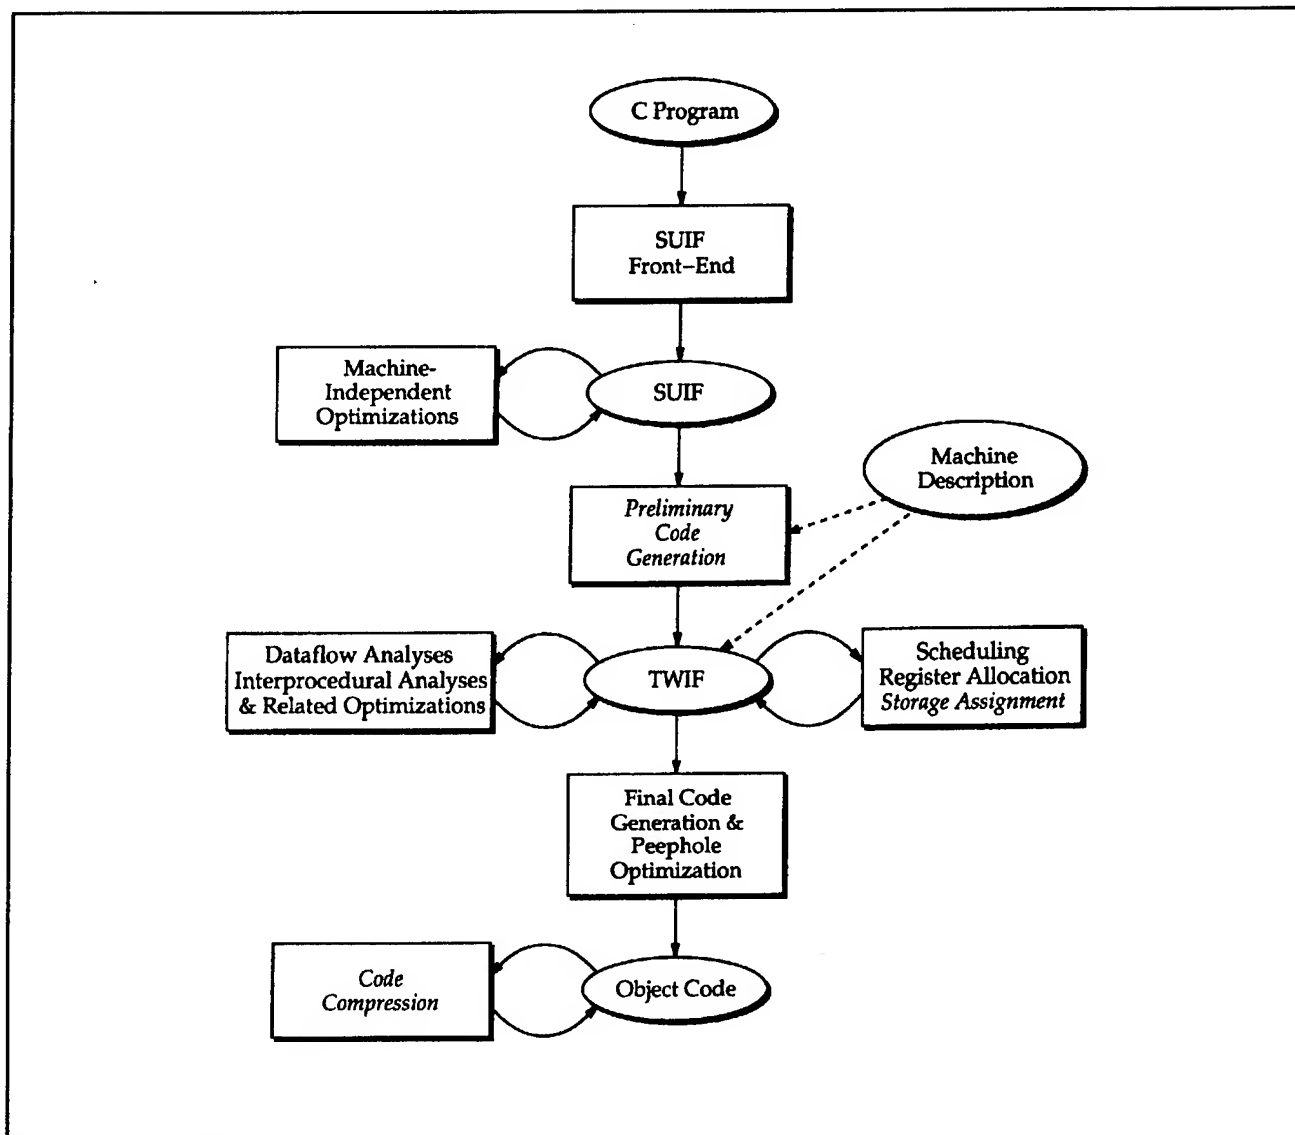 C Program
SUIF
Front-End
Machine-
Independent
Optimizations
SUIF
Machine
Description
Preliminary
Code
Generation
Dataflow Analyses
Interprocedural Analyses
& Related Optimizations
TWIF
Scheduling
Register Allocation
Storage Assignment
Final Code
Generation &
Peephole
Optimization
Code
Compression
Object Code